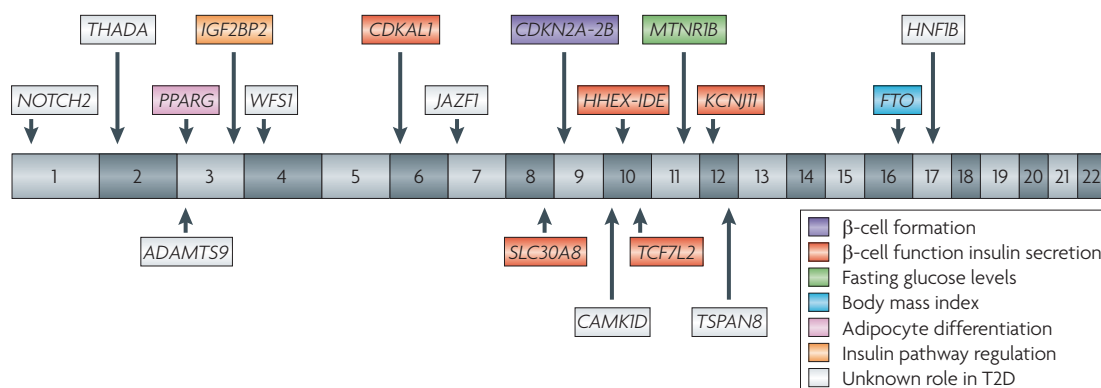 THADA IGF2BP2 CDKAL1 CDKN2A-2B MTNR1B HNF1B
NOTCH2 PPARG WFS1 JAZF1 HHEX-IDE KCNJ11 FTO
1 2 3 4 5 6 7 8 9 10 11 12 13 14 15 16 17 18 19 20 21 22
ADAMTS9 SLC30A8 TCF7L2
CAMK1D TSPAN8
β-cell formation
β-cell function insulin secretion
Fasting glucose levels
Body mass index
Adipocyte differentiation
Insulin pathway regulation
Unknown role in T2D